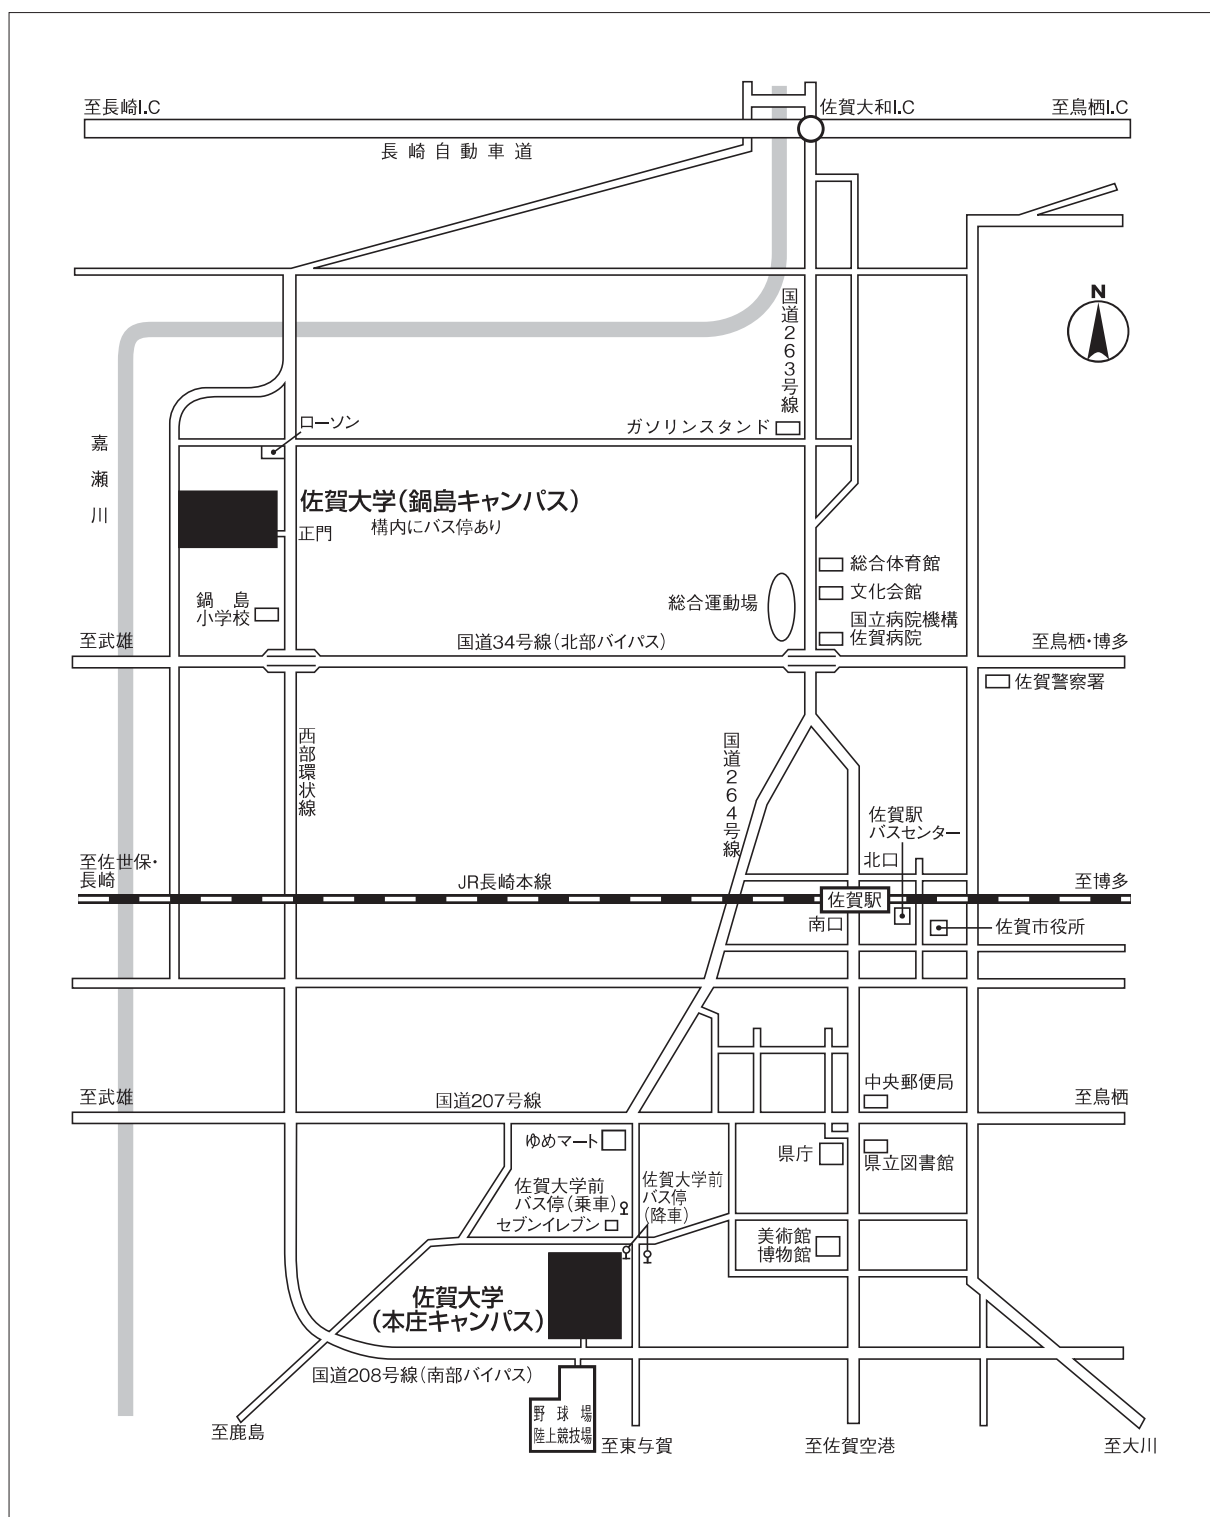 至長崎I.C
佐賀大和I.C
至鳥栖I.C
長崎自動車道
N
国道263号線
ローソン
ガソリンスタンド
嘉瀬川
佐賀大学(鍋島キャンパス)
正門
構内にバス停あり
総合体育館
文化会館
鍋島
小学校
総合運動場
国立病院機構
佐賀病院
至武雄
国道34号線(北部バイパス)
至鳥栖・博多
佐賀警察署
西部環状線
国道264号線
佐賀駅
バスセンター
北口
至佐世保・
長崎
JR長崎本線
至博多
佐賀駅
南口
佐賀市役所
至武雄
国道207号線
中央郵便局
至鳥栖
ゆめマート
県庁
県立図書館
佐賀大学前
バス停(乗車)
佐賀大学前
バス停
(降車)
セブンイレブン
美術館
博物館
佐賀大学
(本庄キャンパス)
国道208号線(南部バイパス)
野球場
陸上競技場
至鹿島
至東与賀
至佐賀空港
至大川